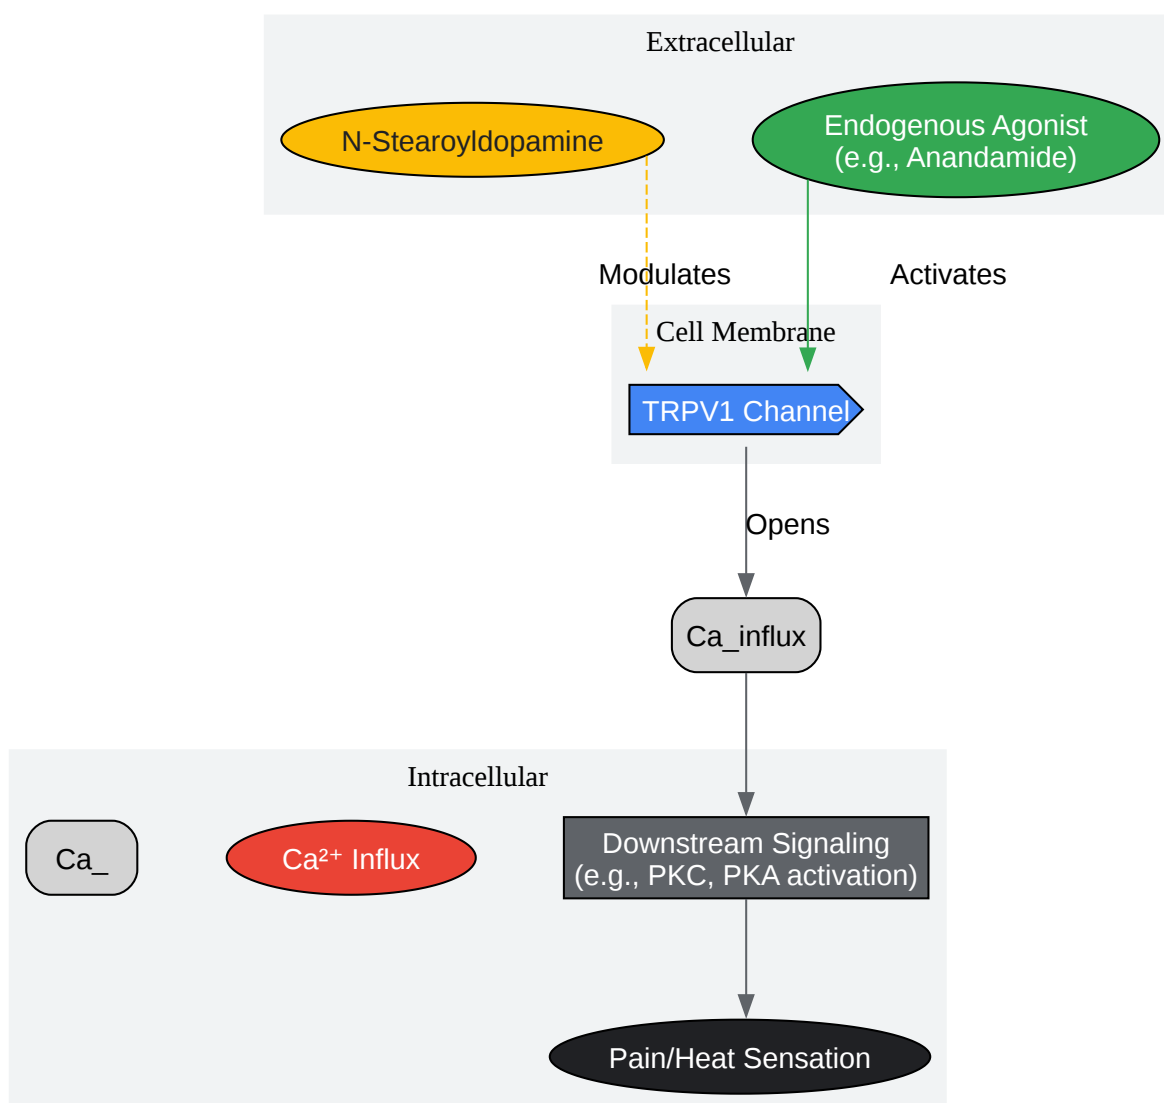 Extracellular
N-Stearoyldopamine
Endogenous Agonist
(e.g., Anandamide)
Modulates
Activates
Cell Membrane
TRPV1 Channel
Opens
Ca_influx
Intracellular
Ca_
Ca²⁺ Influx
Downstream Signaling
(e.g., PKC, PKA activation)
Pain/Heat Sensation